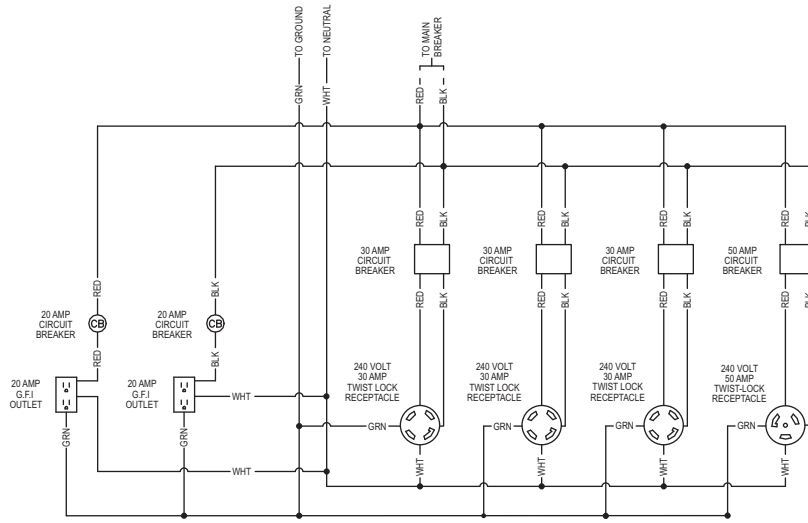 TO GROUND
TO NEUTRAL
TO MAIN
BREAKER
GRN
WHT
RED
BLK
RED
BLK
RED
BLK
RED
BLK
RED
BLK
30 AMP
CIRCUIT
BREAKER
30 AMP
CIRCUIT
BREAKER
30 AMP
CIRCUIT
BREAKER
50 AMP
CIRCUIT
BREAKER
RED
BLK
RED
BLK
RED
BLK
RED
BLK
RED
BLK
20 AMP
CIRCUIT
BREAKER
CB
20 AMP
CIRCUIT
BREAKER
CB
RED
BLK
20 AMP
G.F.I
OUTLET
20 AMP
G.F.I
OUTLET
240 VOLT
30 AMP
TWIST LOCK
RECEPTACLE
240 VOLT
30 AMP
TWIST LOCK
RECEPTACLE
240 VOLT
30 AMP
TWIST LOCK
RECEPTACLE
240 VOLT
50 AMP
TWIST-LOCK
RECEPTACLE
WHT
GRN
GRN
GRN
GRN
GRN
GRN
WHT
WHT
WHT
WHT
WHT